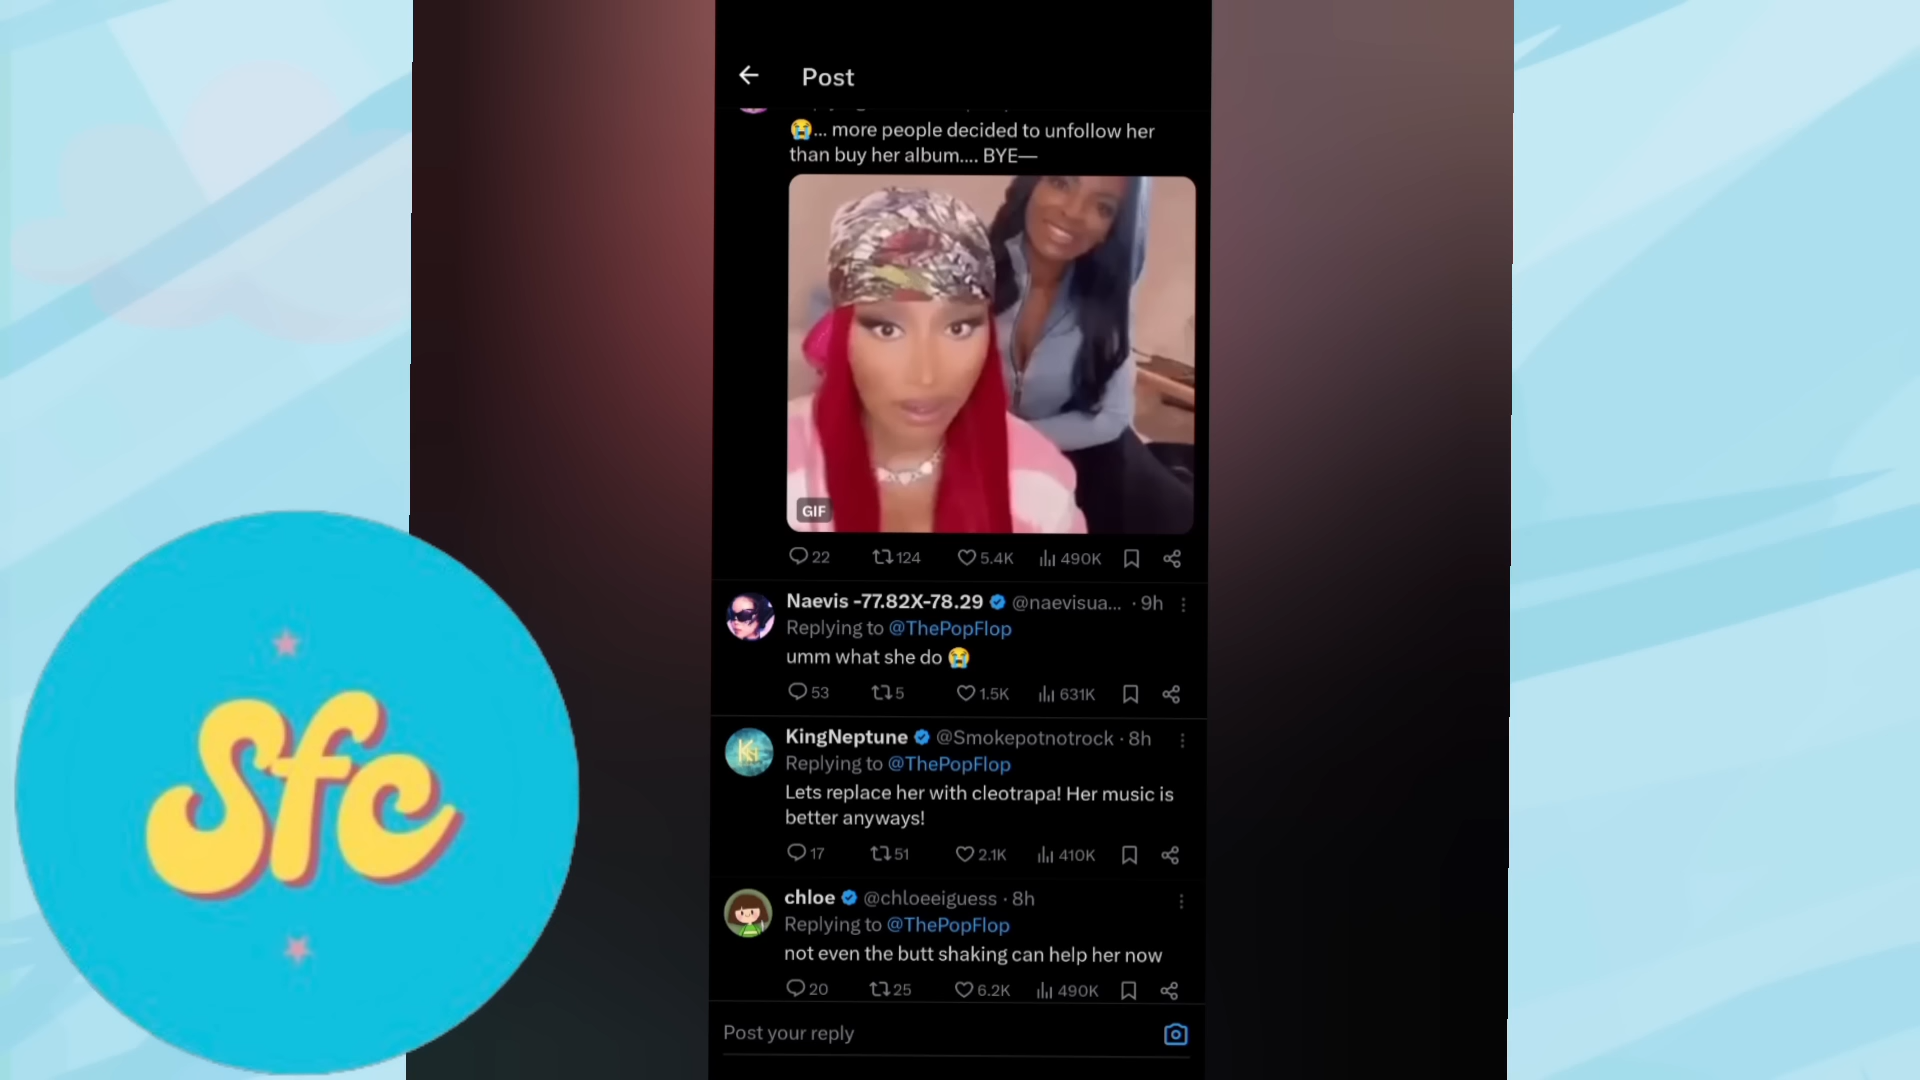 Post
😭... more people decided to unfollow her
than buy her album.... BYE—
GIF
22 124 5.4K 490K
Naevis -77.82X-78.29 @naevisua... · 9h
Replying to @ThePopFlop
umm what she do 😭
53 5 1.5K 631K
KingNeptune @Smokepotnotrock · 8h
Replying to @ThePopFlop
Lets replace her with cleotrapa! Her music is
better anyways!
17 51 2.1K 410K
chloe @chloeeiguess · 8h
Replying to @ThePopFlop
not even the butt shaking can help her now
20 25 6.2K 490K
Post your reply
Sfc